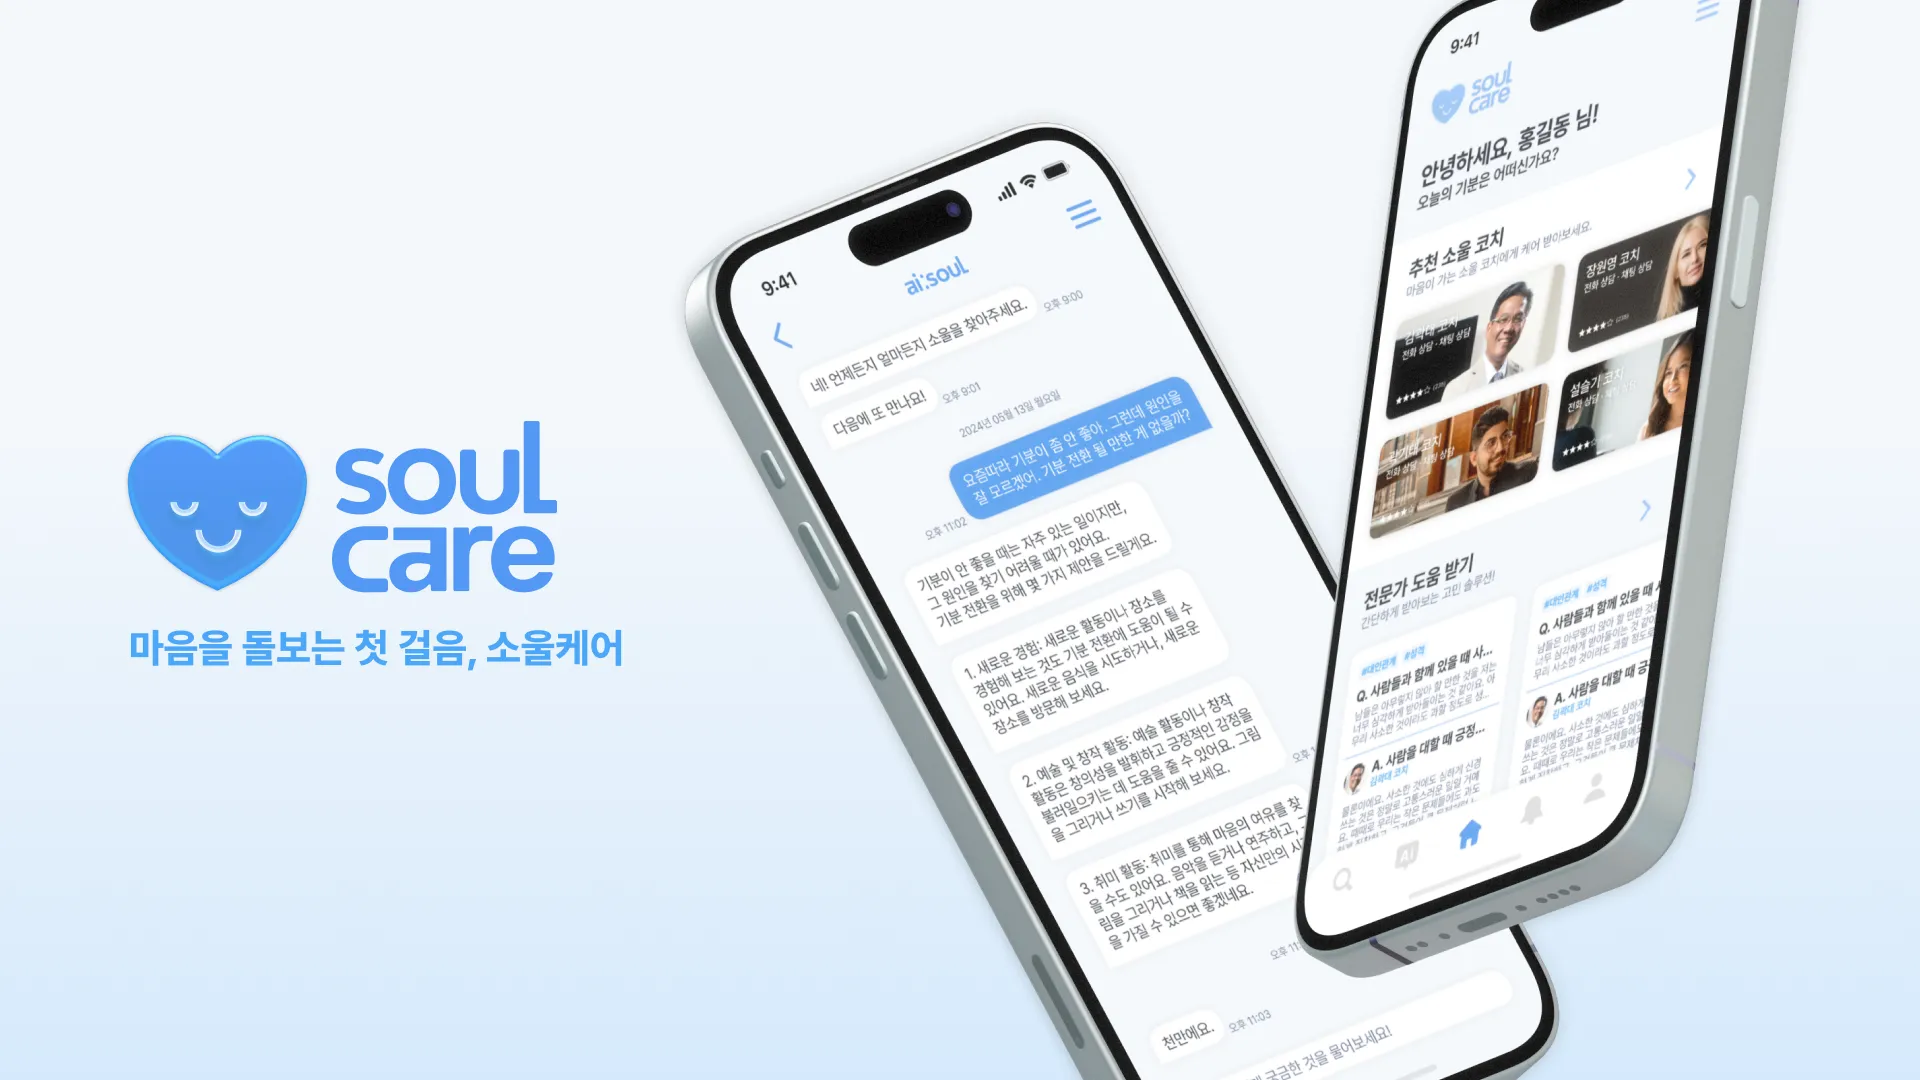 soul
care
마음을 돌보는 첫 걸음, 소울케어
9:41
ai:soul
네! 언제든지 얼마든지 소울을 찾아주세요.
오후 9:00
다음에 또 만나요!
오후 9:01
2024년 05월 13일 월요일
요즘따라 기분이 좀 안 좋아. 그런데 원인을
잘 모르겠어. 기분 전환 될 만한 게 없을까?
오후 11:02
기분이 안 좋을 때는 자주 있는 일이지만,
그 원인을 찾기 어려울 때가 있어요.
기분 전환을 위해 몇 가지 제안을 드릴게요.
1. 새로운 경험: 새로운 활동이나 장소를
경험해 보는 것도 기분 전환에 도움이 될 수
있어요. 새로운 음식을 시도하거나, 새로운
장소를 방문해 보세요.
2. 예술 및 창작 활동: 예술 활동이나 창작
활동은 창의성을 발휘하고 긍정적인 감정을
불러일으키는 데 도움을 줄 수 있어요. 그림
을 그리거나 쓰기를 시작해 보세요.
오후 1
3. 취미 활동: 취미를 통해 마음의 여유를 찾
을 수도 있어요. 음악을 듣거나 연주하고,
림을 그리거나 책을 읽는 등 자신만의 시
을 가질 수 있으면 좋겠네요.
오후 11:
천만에요.
오후 11:03
궁금한 것을 물어보세요!
9:41
soul
care
안녕하세요, 홍길동 님!
오늘의 기분은 어떠신가요?
추천 소울 코치
마음이 가는 소울 코치에게 케어 받아보세요.
김락대 코치
전화 상담 · 채팅 상담
★★★★☆
장원영 코치
전화 상담 · 채팅 상담
★★★★☆
코치
전화 상담 · 채팅 상담
★★★★☆
설슬기 코치
전화 상담 · 채팅 상담
★★★★☆
전문가 도움 받기
간단하게 받아보는 고민 솔루션!
#대인관계 #성격
Q. 사람들과 함께 있을 때 사...
남들은 아무렇지 않아 할 만한 것을 저는
너무 심각하게 받아들이는 것 같아요. 아
무리 사소한 것이라도 과할 정도로 생...
A. 사람을 대할 때 긍정...
김락대 코치
물론이에요. 사소한 것에도 심하게 신경
쓰는 것은 정말로 고통스러운 일일 거예
요. 때때로 우리는 작은 문제들에도 과도
#대인관계 #성격
Q. 사람들과 함께 있을 때 사
남들은 아무렇지 않아 할 만한 것
너무 심각하게 받아들이는 것 같
무리 사소한 것이라도 과할 정도로
A. 사람을 대할 때 긍
김락대 코치
물론이에요. 사소한 것에도 심하게
쓰는 것은 정말로 고통스러운 일일
요. 때때로 우리는 작은 문제들에도
AI